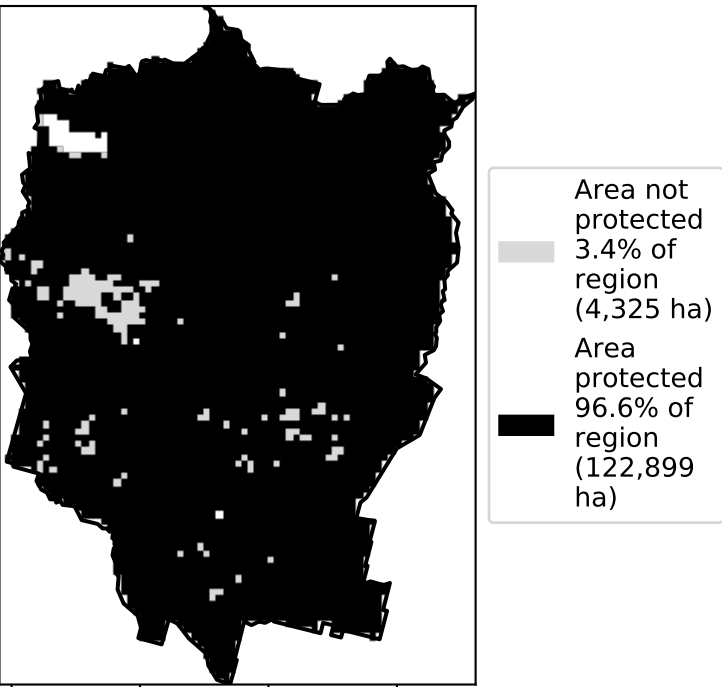 Area not
protected
3.4% of
region
(4,325 ha)
Area
protected
96.6% of
region
(122,899
ha)